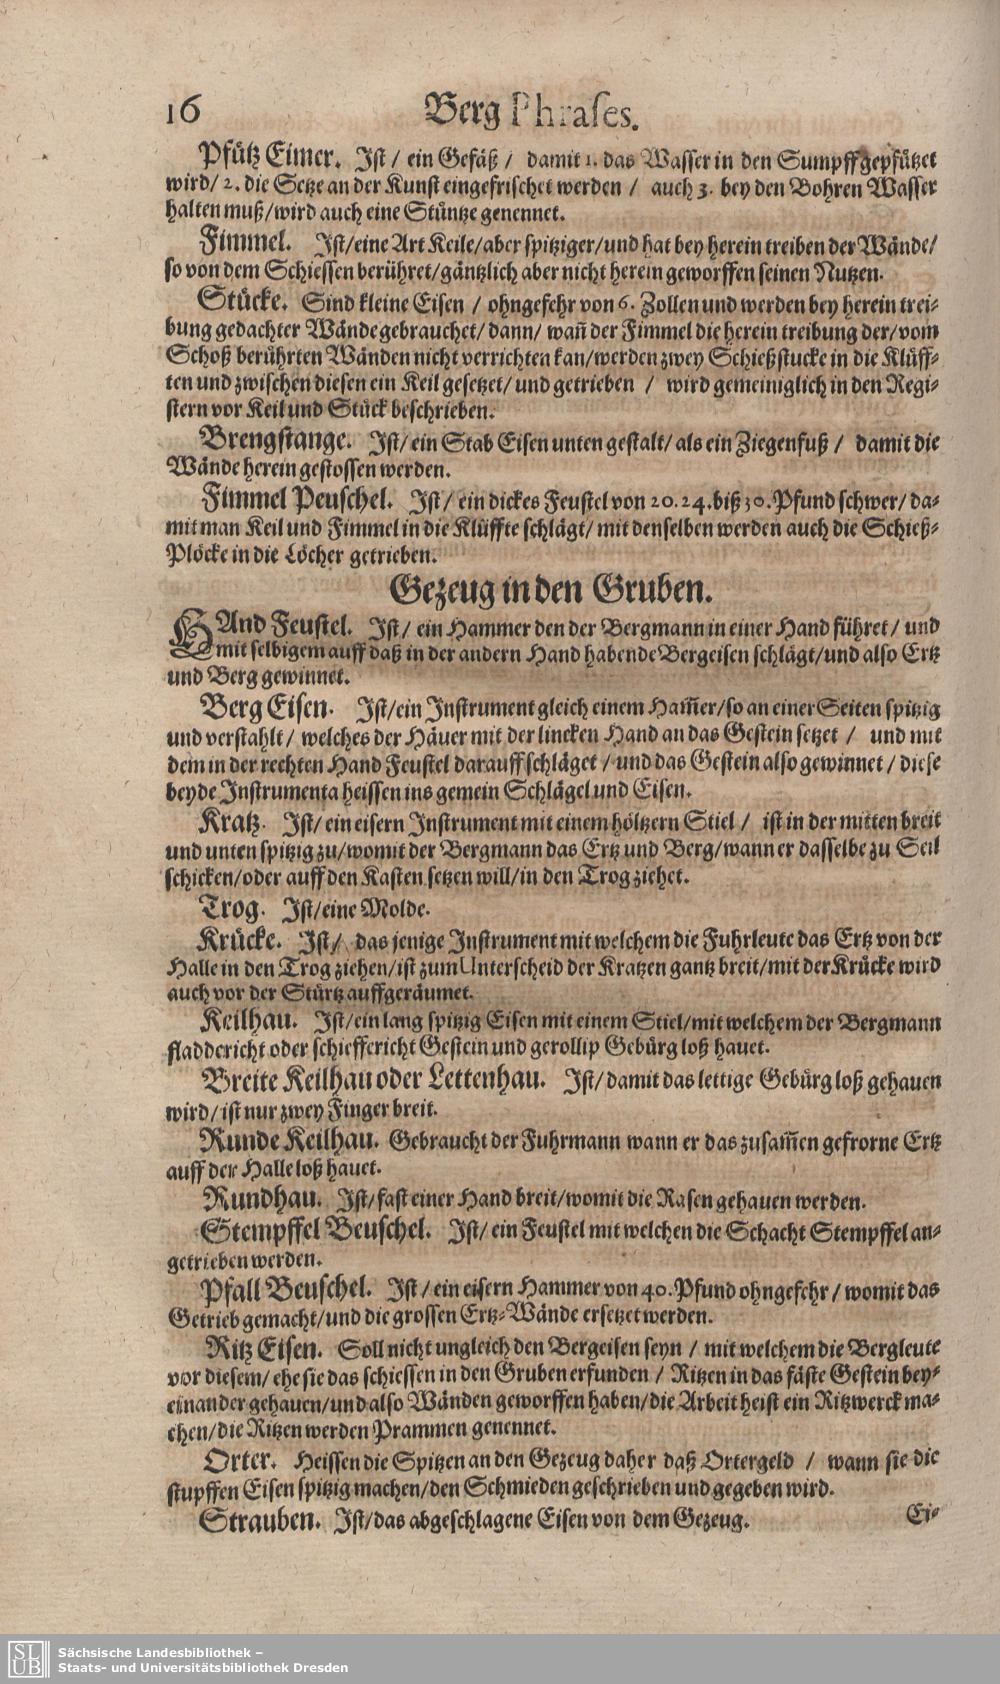 16 Berg Phrases.
Pfütz Eimer. Ist / ein Gefäß / damit 1. das Wasser in den Sumpff gepfützet
wird / 2. die Setze an der Kunst eingefrischet werden / auch 3. bey den Bohren Wasser
halten muß / wird auch eine Stüntze genennet.
Fimmel. Ist / eine Art Keile / aber spitziger / und hat bey herein treiben der Wände /
so von dem Schiessen berühret / gäntzlich aber nicht herein geworffen seinen Nutzen.
Stücke. Sind kleine Eisen / ohngefehr von 6. Zollen und werden bey herein trei-
bung gedachter Wände gebrauchet / dann / wañ der Fimmel die herein treibung der / vom
Schoß berührten Wänden nicht verrichten kan / werden zwey Schießstucke in die Klüff-
ten und zwischen diesen ein Keil gesetzet / und getrieben / wird gemeiniglich in den Regi-
stern vor Keil und Stück beschrieben.
Brengstange. Ist / ein Stab Eisen unten gestalt / als ein Ziegenfuß / damit die
Wände herein gestossen werden.
Fimmel Peuschel. Ist / ein dickes Feustel von 20. 24. biß 30. Pfund schwer / da-
mit man Keil und Fimmel in die Klüffte schlägt / mit denselben werden auch die Schieß-
Plöcke in die Löcher getrieben.
Gezeug in den Gruben.
HAnd Feustel. Ist / ein Hammer den der Bergmann in einer Hand führet / und
mit selbigem auff daß in der andern Hand habende Bergeisen schlägt / und also Ertz
und Berg gewinnet.
Berg Eisen. Ist / ein Instrument gleich einem Ham̃er / so an einer Seiten spitzig
und verstahlt / welches der Häuer mit der lincken Hand an das Gestein setzet / und mit
dem in der rechten Hand Feustel darauff schläget / und das Gestein also gewinnet / diese
beyde Instrumenta heissen ins gemein Schlägel und Eisen.
Kratz. Ist / ein eisern Instrument mit einem höltzern Stiel / ist in der mitten breit
und unten spitzig zu / womit der Bergmann das Ertz und Berg / wann er dasselbe zu Seil
schicken / oder auff den Kasten setzen will / in den Trog ziehet.
Trog. Ist / eine Molde.
Krücke. Ist / das jenige Instrument mit welchem die Fuhrleute das Ertz von der
Halle in den Trog ziehen / ist zum Unterscheid der Kratzen gantz breit / mit der Krücke wird
auch vor der Stürtz auffgeräumet.
Keilhau. Ist / ein lang spitzig Eisen mit einem Stiel / mit welchem der Bergmann
fladdericht oder schieffericht Gestein und gerollip Gebürg loß hauet.
Breite Keilhau oder Lettenhau. Ist / damit das lettige Gebürg loß gehauen
wird / ist nur zwey Finger breit.
Runde Keilhau. Gebraucht der Fuhrmann wann er das zusam̃en gefrorne Ertz
auff der Halle loß hauet.
Rundhau. Ist / fast einer Hand breit / womit die Rasen gehauen werden.
Stempffel Beuschel. Ist / ein Feustel mit welchen die Schacht Stempffel an-
getrieben werden.
Pfall Beuschel. Ist / ein eisern Hammer von 40. Pfund ohngefehr / womit das
Getrieb gemacht / und die grossen Ertz-Wände ersetzet werden.
Ritz Eisen. Soll nicht ungleich den Bergeisen seyn / mit welchem die Bergleute
vor diesem / ehe sie das schiessen in den Gruben erfunden / Ritzen in das fäste Gestein bey-
einander gehauen / und also Wänden geworffen haben / die Arbeit heist ein Ritzwerck ma-
chen / die Ritzen werden Prammen genennet.
Orter. Heissen die Spitzen an den Gezeug daher daß Ortergeld / wann sie die
stupffen Eisen spitzig machen / den Schmieden geschrieben und gegeben wird.
Strauben. Ist / das abgeschlagene Eisen von dem Gezeug.
Ei-
SLUB
Sächsische Landesbibliothek –
Staats- und Universitätsbibliothek Dresden